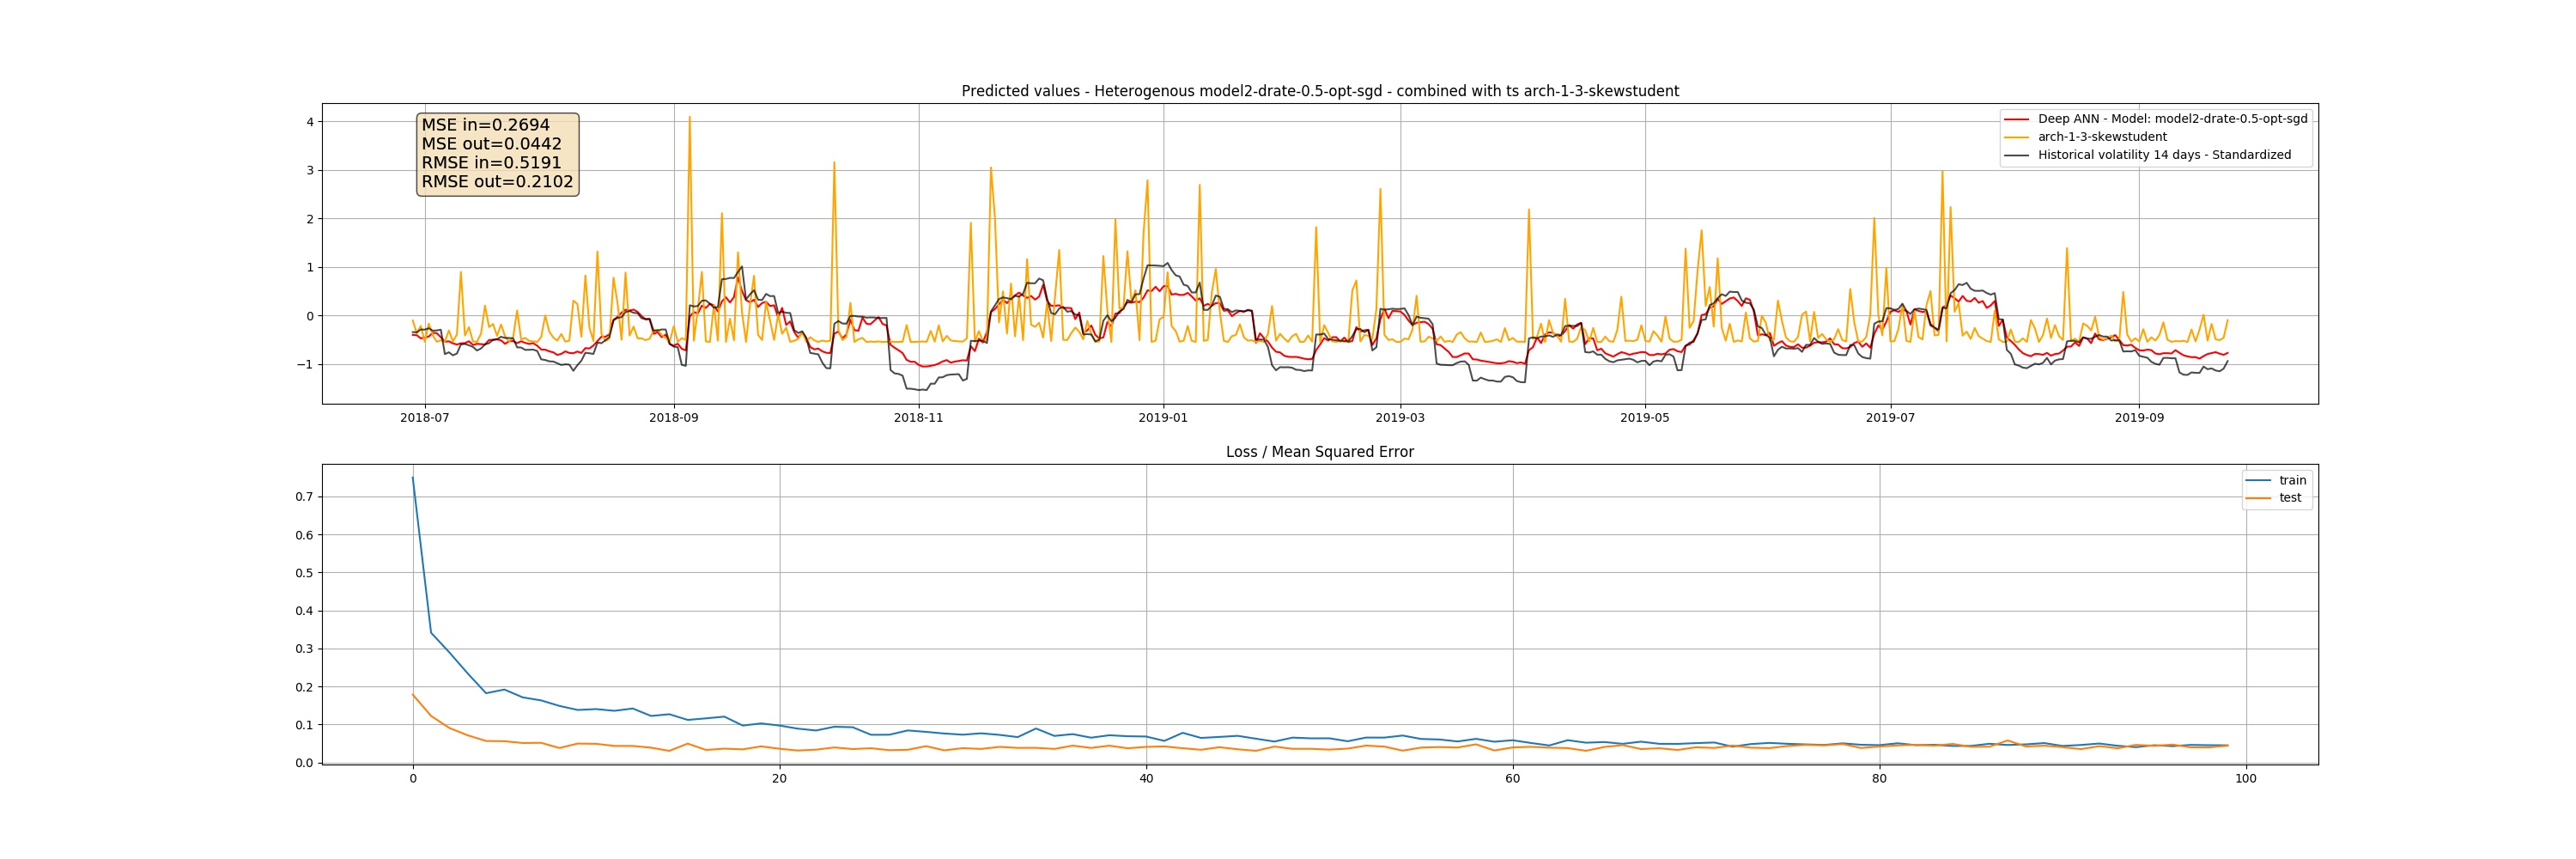 Predicted values - Heterogenous model2-drate-0.5-opt-sgd - combined with ts arch-1-3-skewstudent
MSE in=0.2694
MSE out=0.0442
RMSE in=0.5191
RMSE out=0.2102
Deep ANN - Model: model2-drate-0.5-opt-sgd
arch-1-3-skewstudent
Historical volatility 14 days - Standardized
4
3
2
1
0
−1
2018-07 2018-09 2018-11 2019-01 2019-03 2019-05 2019-07 2019-09
Loss / Mean Squared Error
train
test
0.7
0.6
0.5
0.4
0.3
0.2
0.1
0.0
0 20 40 60 80 100